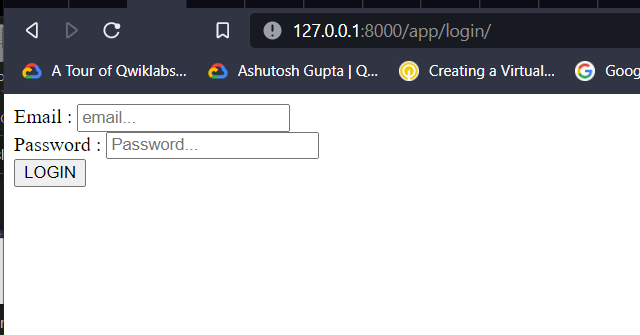 127.0.0.1:8000/app/login/
A Tour of Qwiklabs... Ashutosh Gupta | Q... Creating a Virtual... Goog
Email : email...
Password : Password...
LOGIN